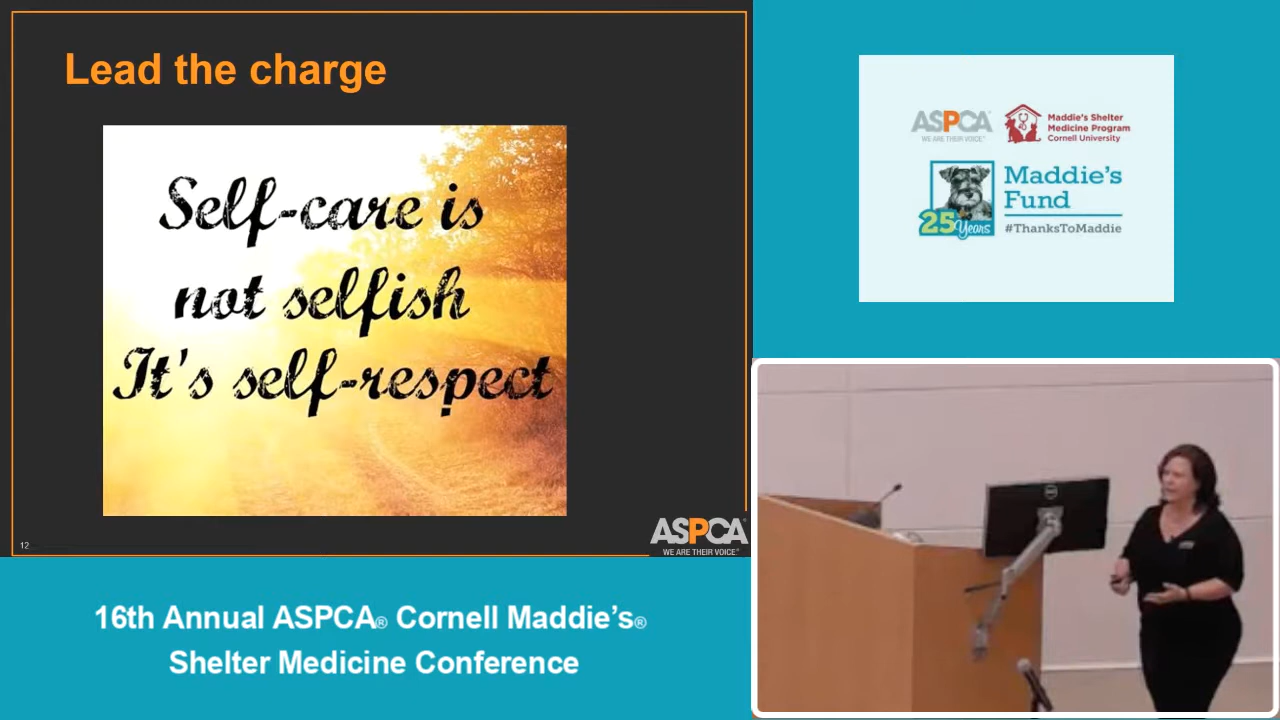 Lead the charge
Self-care is
not selfish
It's self-respect
12
ASPCA®
WE ARE THEIR VOICE®
16th Annual ASPCA® Cornell Maddie's®
Shelter Medicine Conference
ASPCA®
WE ARE THEIR VOICE®
Maddie's Shelter
Medicine Program
Cornell University
25 Years
Maddie's
Fund
#ThanksToMaddie
DELL